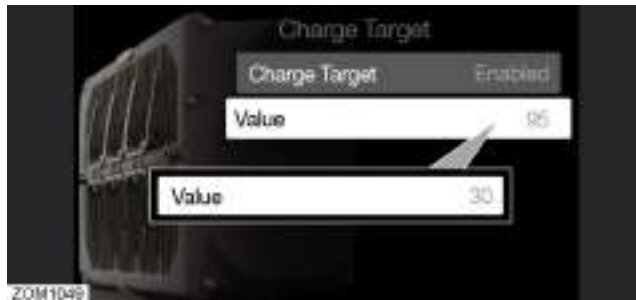 Charge Target
Charge Target Enabled
Value 95
Value 30
ZOM1049